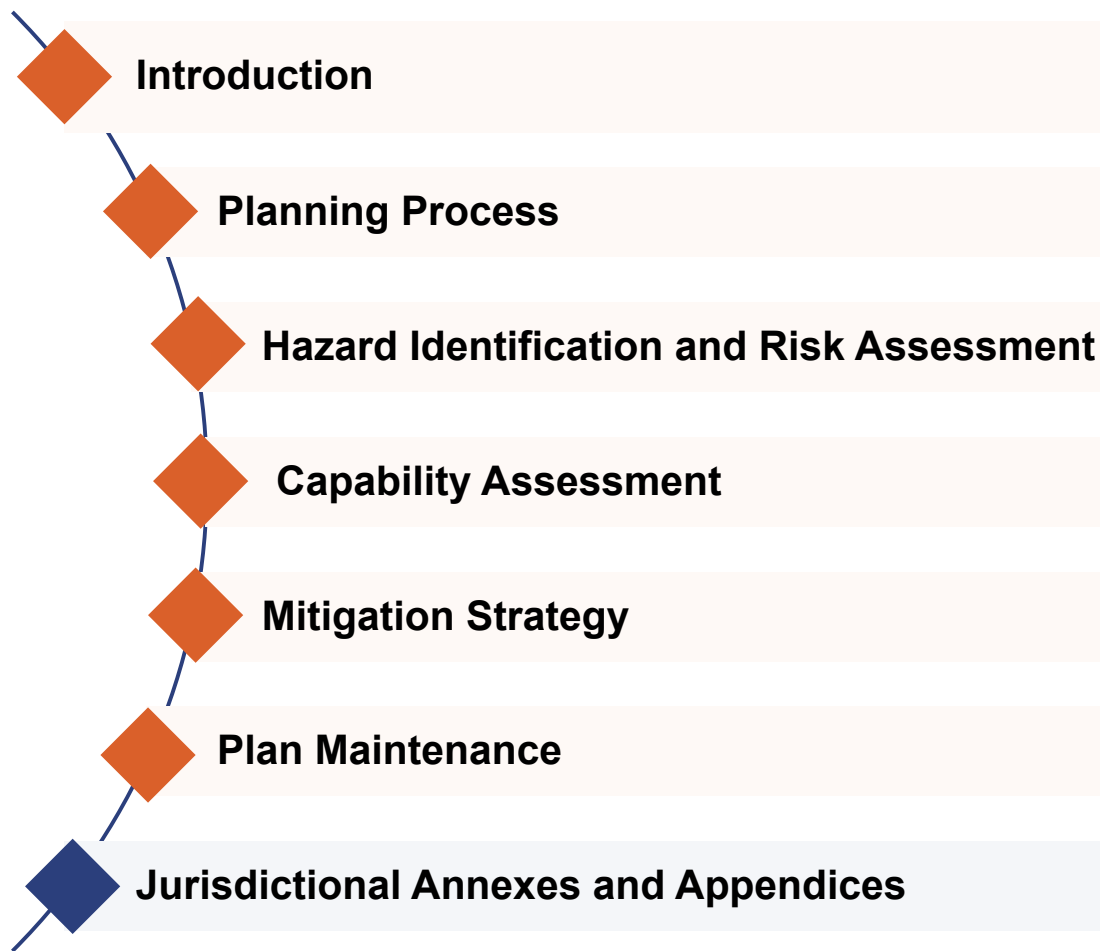 Introduction
Planning Process
Hazard Identification and Risk Assessment
Capability Assessment
Mitigation Strategy
Plan Maintenance
Jurisdictional Annexes and Appendices